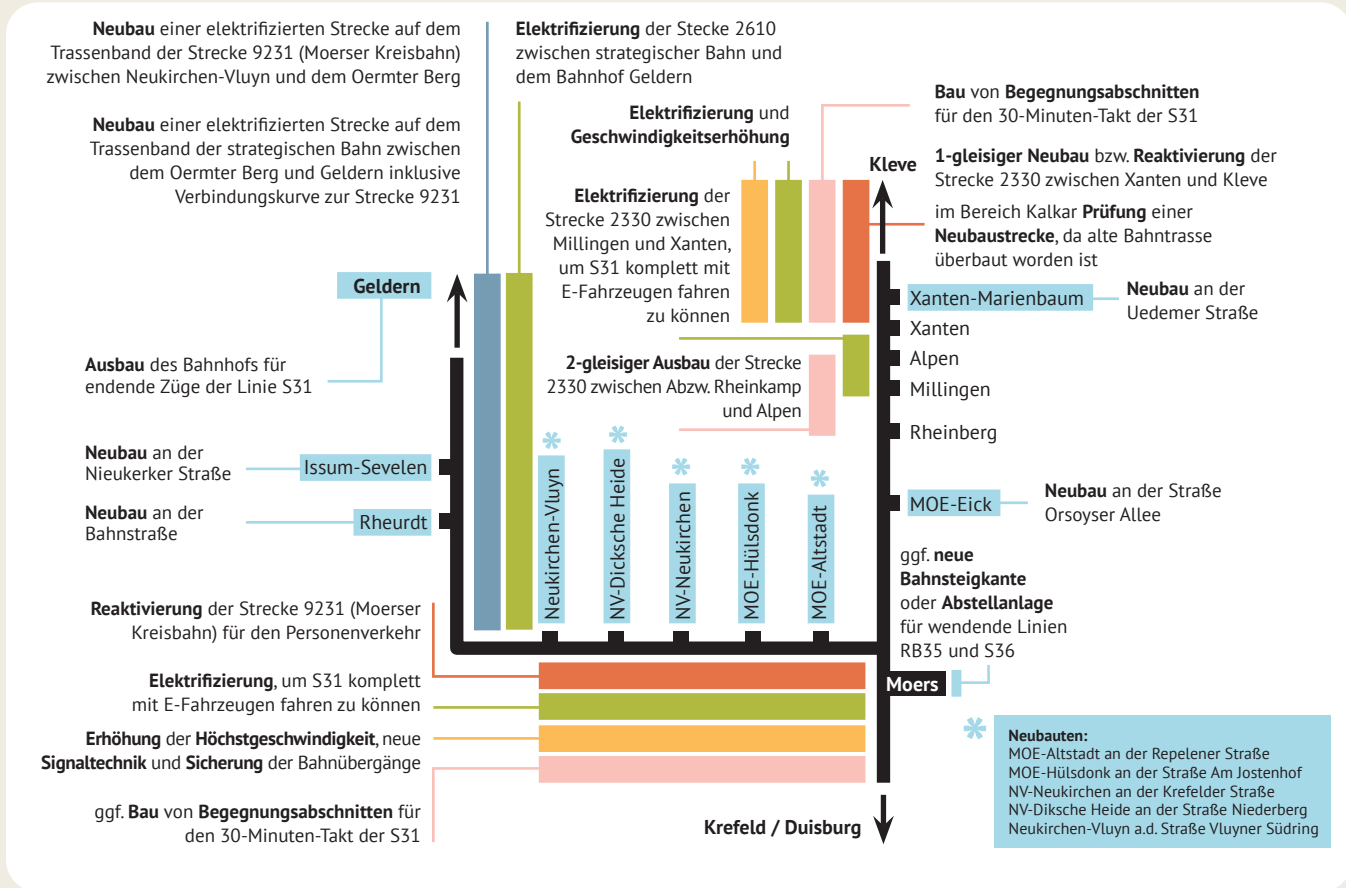 Neubau einer elektrifizierten Strecke auf dem
Trassenband der Strecke 9231 (Moerser Kreisbahn)
zwischen Neukirchen-Vluyn und dem Oermter Berg
Neubau einer elektrifizierten Strecke auf dem
Trassenband der strategischen Bahn zwischen
dem Oermter Berg und Geldern inklusive
Verbindungskurve zur Strecke 9231
Elektrifizierung der Stecke 2610
zwischen strategischer Bahn und
dem Bahnhof Geldern
Elektrifizierung und
Geschwindigkeitserhöhung
Elektrifizierung der
Strecke 2330 zwischen
Millingen und Xanten,
um S31 komplett mit
E-Fahrzeugen fahren
zu können
Bau von Begegnungsabschnitten
für den 30-Minuten-Takt der S31
Kleve
1-gleisiger Neubau bzw. Reaktivierung der
Strecke 2330 zwischen Xanten und Kleve
im Bereich Kalkar Prüfung einer
Neubaustrecke, da alte Bahntrasse
überbaut worden ist
Geldern
Ausbau des Bahnhofs für
endende Züge der Linie S31
2-gleisiger Ausbau der Strecke
2330 zwischen Abzw. Rheinkamp
und Alpen
Xanten-Marienbaum
Neubau an der
Uedemer Straße
Xanten
Alpen
Millingen
Rheinberg
MOE-Eick
Neubau an der Straße
Orsoyser Allee
Neubau an der
Nieukerker Straße
Issum-Sevelen
Neubau an der
Bahnstraße
Rheurdt
* Neukirchen-Vluyn
* NV-Dicksche Heide
* NV-Neukirchen
* MOE-Hülsdonk
* MOE-Altstadt
ggf. neue
Bahnsteigkante
oder Abstellanlage
für wendende Linien
RB35 und S36
Moers
Reaktivierung der Strecke 9231 (Moerser
Kreisbahn) für den Personenverkehr
Elektrifizierung, um S31 komplett
mit E-Fahrzeugen fahren zu können
Erhöhung der Höchstgeschwindigkeit, neue
Signaltechnik und Sicherung der Bahnübergänge
ggf. Bau von Begegnungsabschnitten für
den 30-Minuten-Takt der S31
Krefeld / Duisburg
* Neubauten:
MOE-Altstadt an der Repelener Straße
MOE-Hülsdonk an der Straße Am Jostenhof
NV-Neukirchen an der Krefelder Straße
NV-Diksche Heide an der Straße Niederberg
Neukirchen-Vluyn a.d. Straße Vluyner Südring